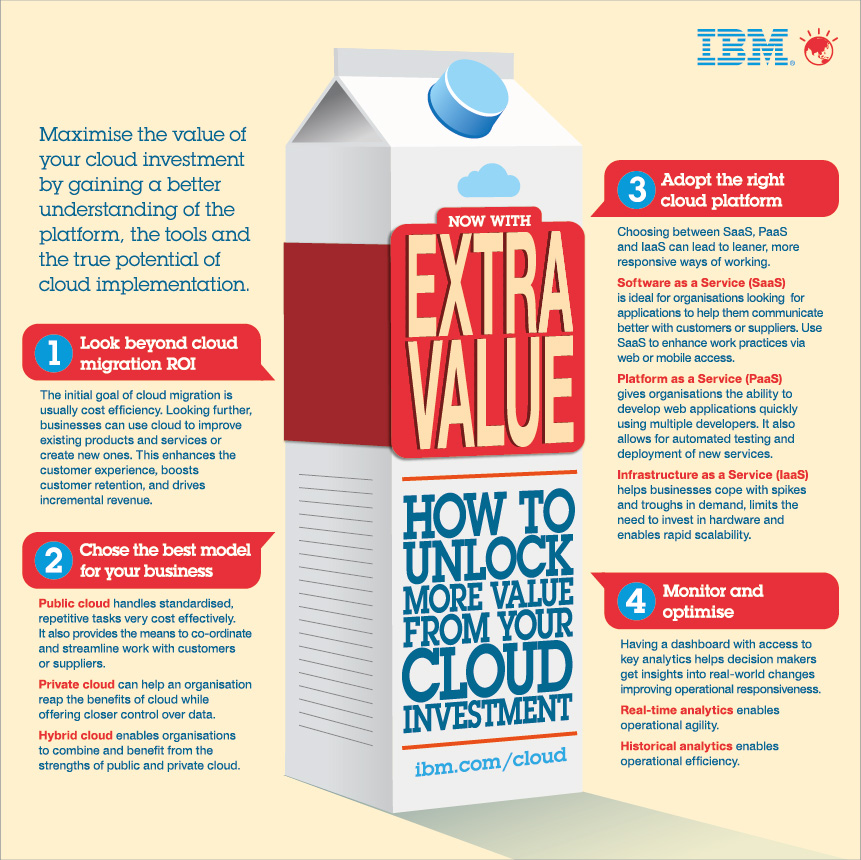 IBM®
Maximise the value of
your cloud investment
by gaining a better
understanding of the
platform, the tools and
the true potential of
cloud implementation.
1
Look beyond cloud
migration ROI
The initial goal of cloud migration is
usually cost efficiency. Looking further,
businesses can use cloud to improve
existing products and services or
create new ones. This enhances the
customer experience, boosts
customer retention, and drives
incremental revenue.
2
Chose the best model
for your business
Public cloud handles standardised,
repetitive tasks very cost effectively.
It also provides the means to co-ordinate
and streamline work with customers
or suppliers.
Private cloud can help an organisation
reap the benefits of cloud while
offering closer control over data.
Hybrid cloud enables organisations
to combine and benefit from the
strengths of public and private cloud.
NOW WITH
EXTRA
VALUE
HOW TO
UNLOCK
MORE VALUE
FROM YOUR
CLOUD
INVESTMENT
ibm.com/cloud
3
Adopt the right
cloud platform
Choosing between SaaS, PaaS
and IaaS can lead to leaner, more
responsive ways of working.
Software as a Service (SaaS)
is ideal for organisations looking for
applications to help them communicate
better with customers or suppliers. Use
SaaS to enhance work practices via
web or mobile access.
Platform as a Service (PaaS)
gives organisations the ability to
develop web applications quickly
using multiple developers. It also
allows for automated testing and
deployment of new services.
Infrastructure as a Service (IaaS)
helps businesses cope with spikes
and troughs in demand, limits the
need to invest in hardware and
enables rapid scalability.
4
Monitor and
optimise
Having a dashboard with access to
key analytics helps decision makers
get insights into real-world changes
improving operational responsiveness.
Real-time analytics enables
operational agility.
Historical analytics enables
operational efficiency.